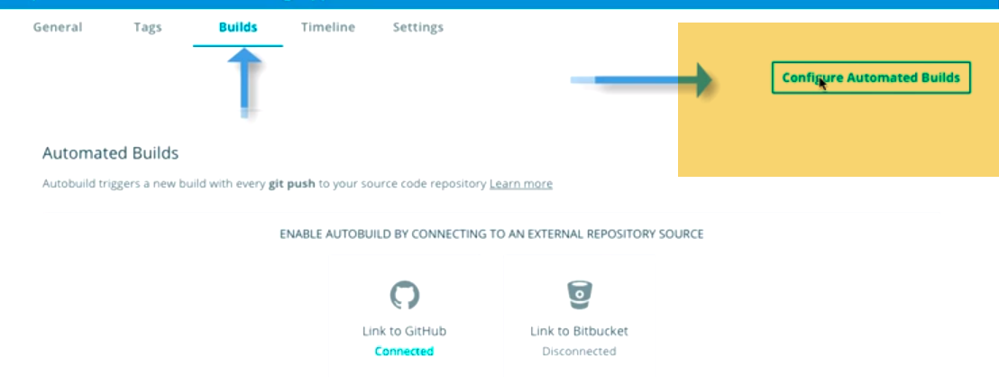 General Tags Builds Timeline Settings
Configure Automated Builds
Automated Builds
Autobuild triggers a new build with every git push to your source code repository Learn more
ENABLE AUTOBUILD BY CONNECTING TO AN EXTERNAL REPOSITORY SOURCE
Link to GitHub Link to Bitbucket
Connected Disconnected